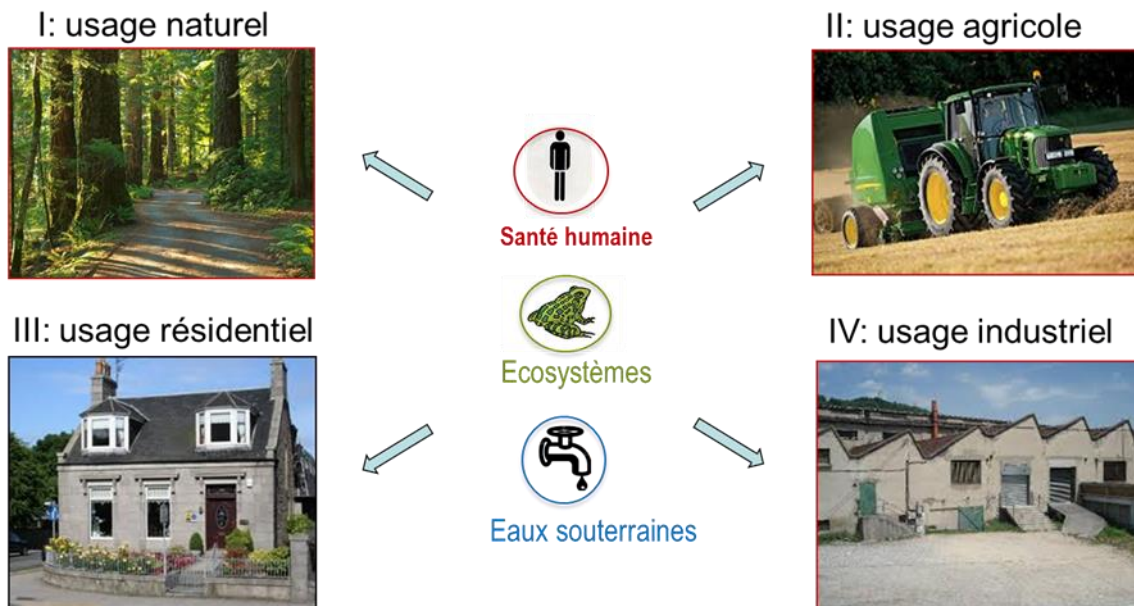 I: usage naturel
II: usage agricole
Santé humaine
III: usage résidentiel
IV: usage industriel
Ecosystèmes
Eaux souterraines